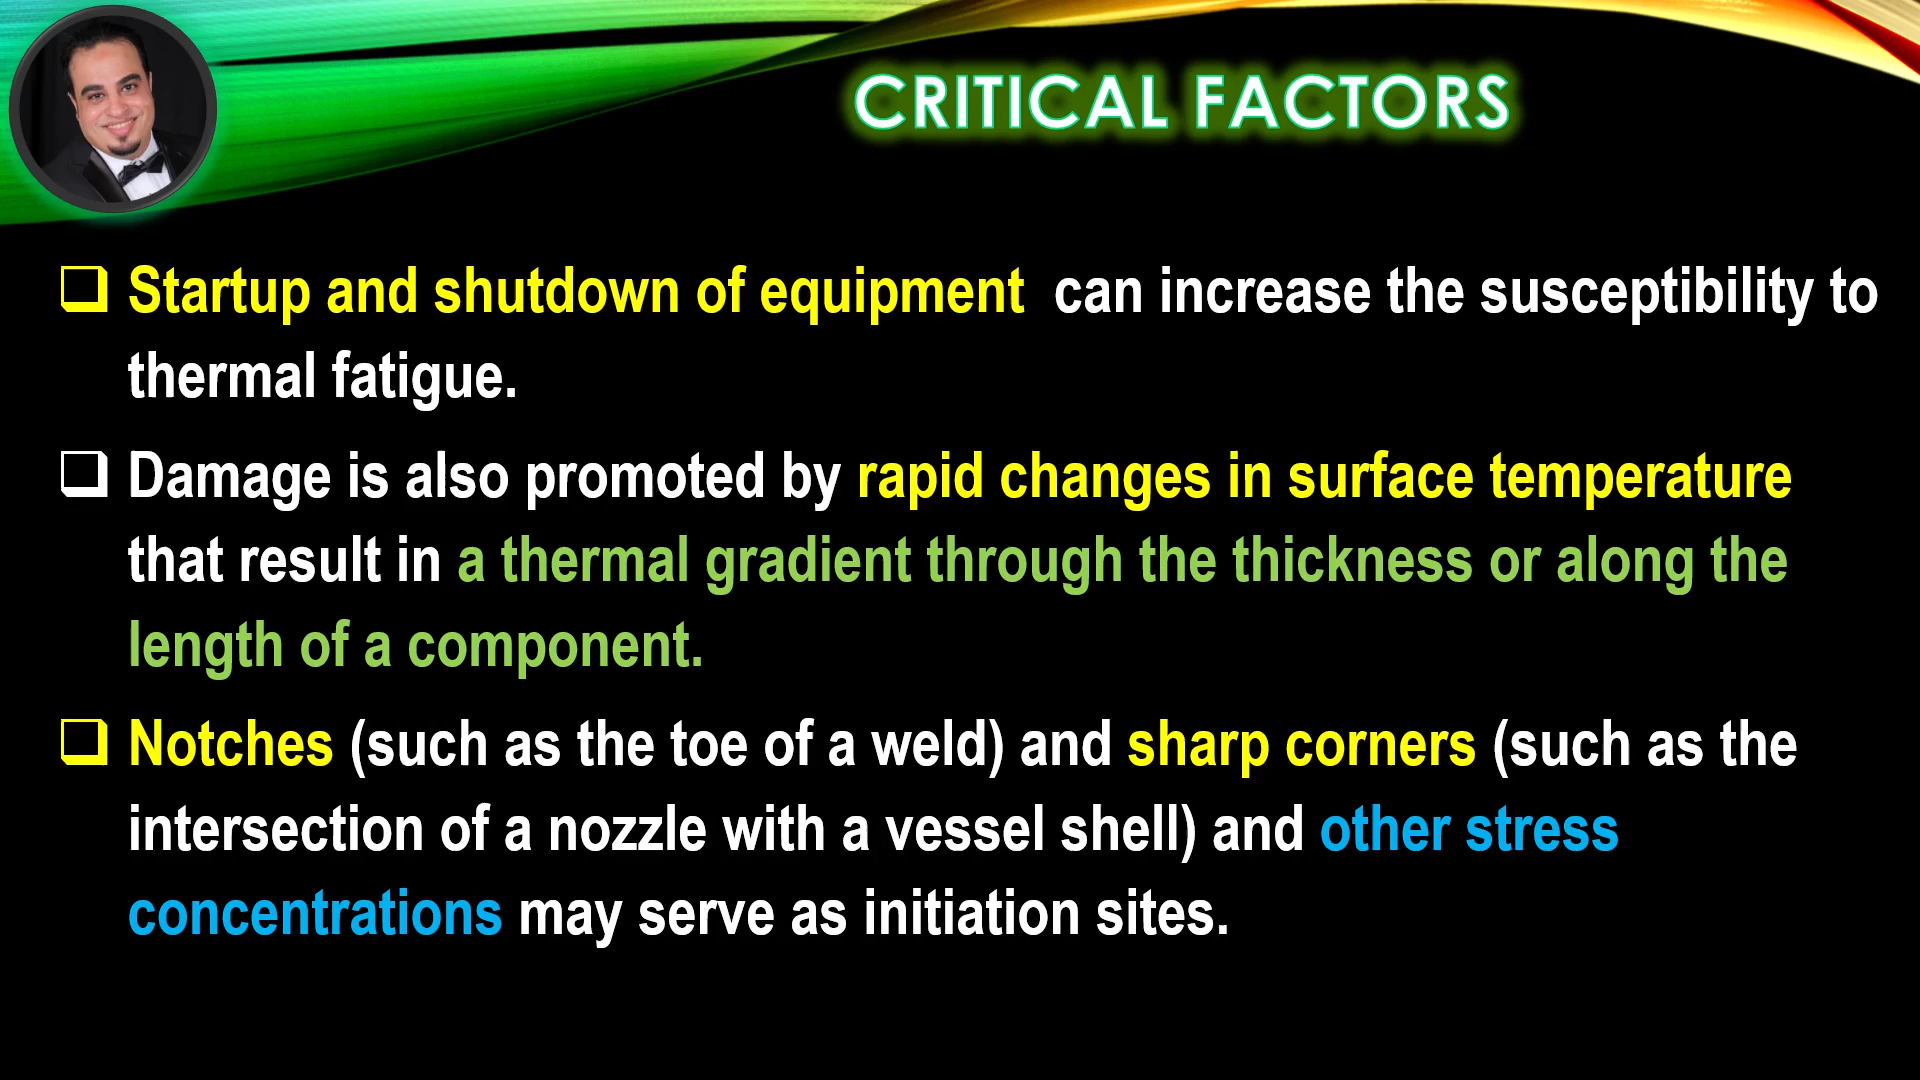 CRITICAL FACTORS
Startup and shutdown of equipment  can increase the susceptibility to
thermal fatigue.
Damage is also promoted by rapid changes in surface temperature
that result in a thermal gradient through the thickness or along the
length of a component.
Notches (such as the toe of a weld) and sharp corners (such as the
intersection of a nozzle with a vessel shell) and other stress
concentrations may serve as initiation sites.